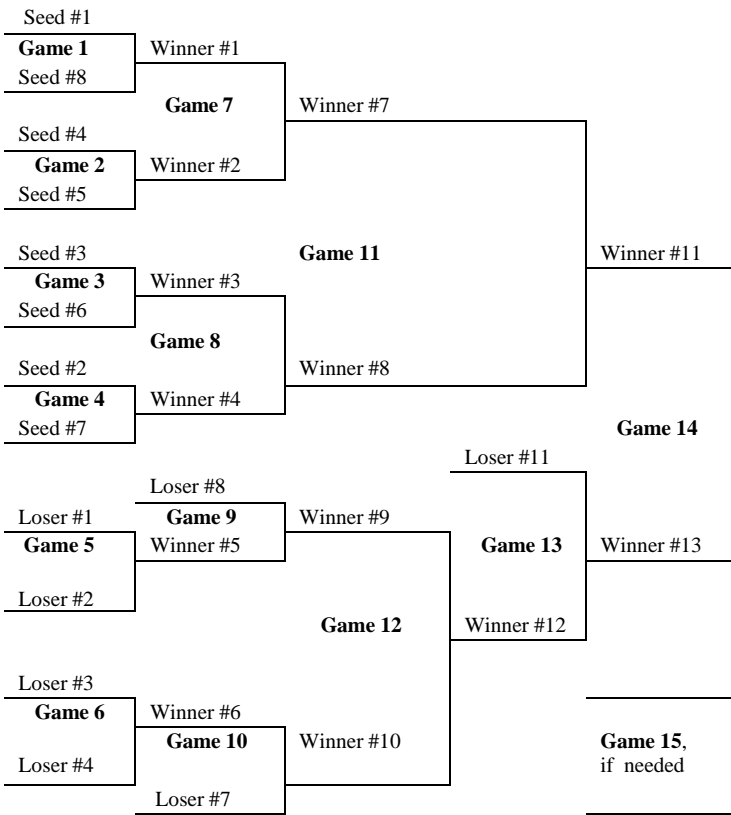 Seed #1
Game 1
Winner #1
Seed #8
Game 7
Winner #7
Seed #4
Game 2
Winner #2
Seed #5
Seed #3
Game 11
Winner #11
Game 3
Winner #3
Seed #6
Game 8
Seed #2
Winner #8
Game 4
Winner #4
Seed #7
Game 14
Loser #11
Loser #8
Loser #1
Game 9
Winner #9
Game 5
Winner #5
Game 13
Winner #13
Loser #2
Game 12
Winner #12
Loser #3
Game 6
Winner #6
Game 10
Winner #10
Game 15,
if needed
Loser #4
Loser #7